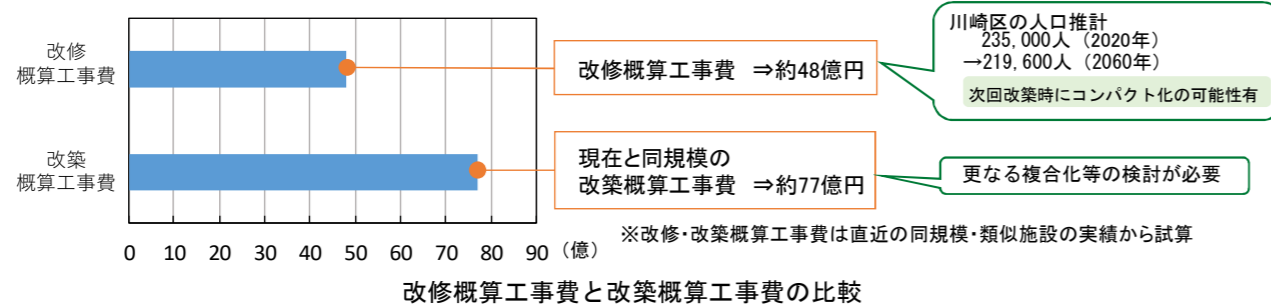 改修
概算工事費
改修概算工事費 ⇒約48億円
川崎区の人口推計
235,000人（2020年）
→219,600人（2060年）
次回改築時にコンパクト化の可能性有
改築
概算工事費
現在と同規模の
改築概算工事費 ⇒約77億円
更なる複合化等の検討が必要
0 10 20 30 40 50 60 70 80 90 （億）
※改修・改築概算工事費は直近の同規模・類似施設の実績から試算
改修概算工事費と改築概算工事費の比較